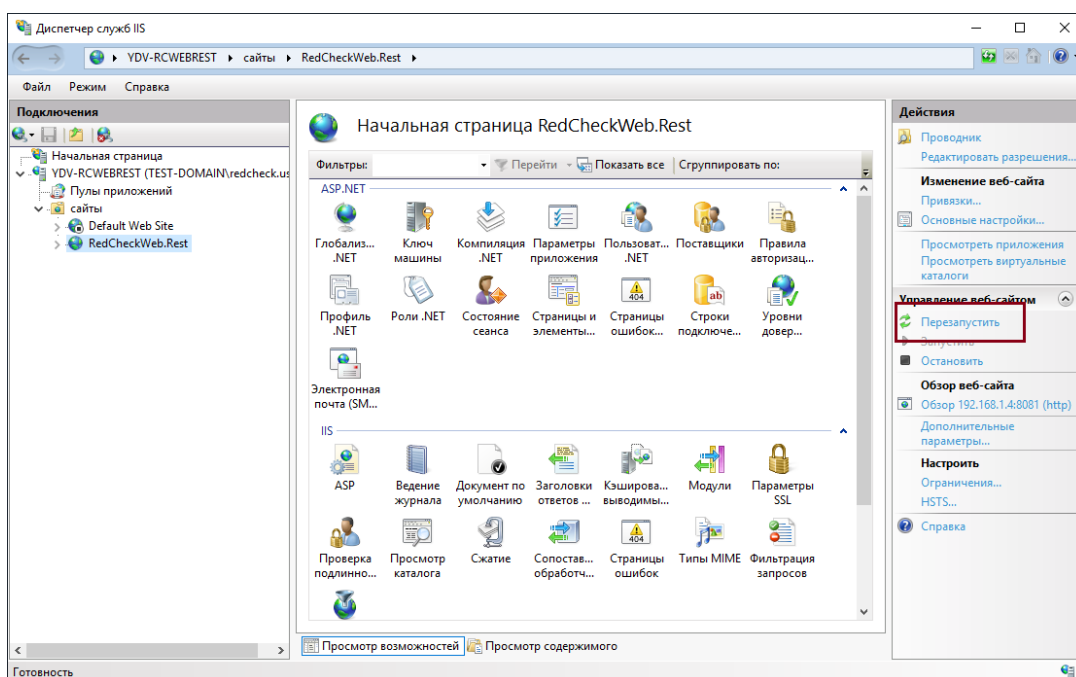 Диспетчер служб IIS
YDV-RCWEBREST
сайты
RedCheckWeb.Rest
Файл Режим Справка
Подключения
Начальная страница
YDV-RCWEBREST (TEST-DOMAIN\redcheck.us
Пулы приложений
сайты
Default Web Site
RedCheckWeb.Rest
Начальная страница RedCheckWeb.Rest
Фильтры: Перейти Показать все Сгруппировать по:
ASP.NET
Глобализ... Ключ Компиляция Параметры Пользоват... Поставщики Правила
.NET машины .NET приложения .NET авторизац...
ab
Профиль Роли .NET Состояние Страницы и Страницы Строки Уровни
.NET сеанса элементы... ошибок... подключе... довер...
Электронная
почта (SM...
IIS
ASP Ведение Документ по Заголовки Кэширова... Модули Параметры
журнала умолчанию ответов ... выводимы... SSL
404
Проверка Просмотр Сжатие Сопостав... Страницы Типы MIME Фильтрация
подлинно... каталога обработч... ошибок запросов
Просмотр возможностей Просмотр содержимого
Действия
Проводник
Редактировать разрешения...
Изменение веб-сайта
Привязки...
Основные настройки...
Просмотреть приложения
Просмотреть виртуальные
каталоги
Управление веб-сайтом
Перезапустить
Запустить
Остановить
Обзор веб-сайта
Обзор 192.168.1.4:8081 (http)
Дополнительные
параметры...
Настроить
Ограничения...
HSTS...
Справка
Готовность